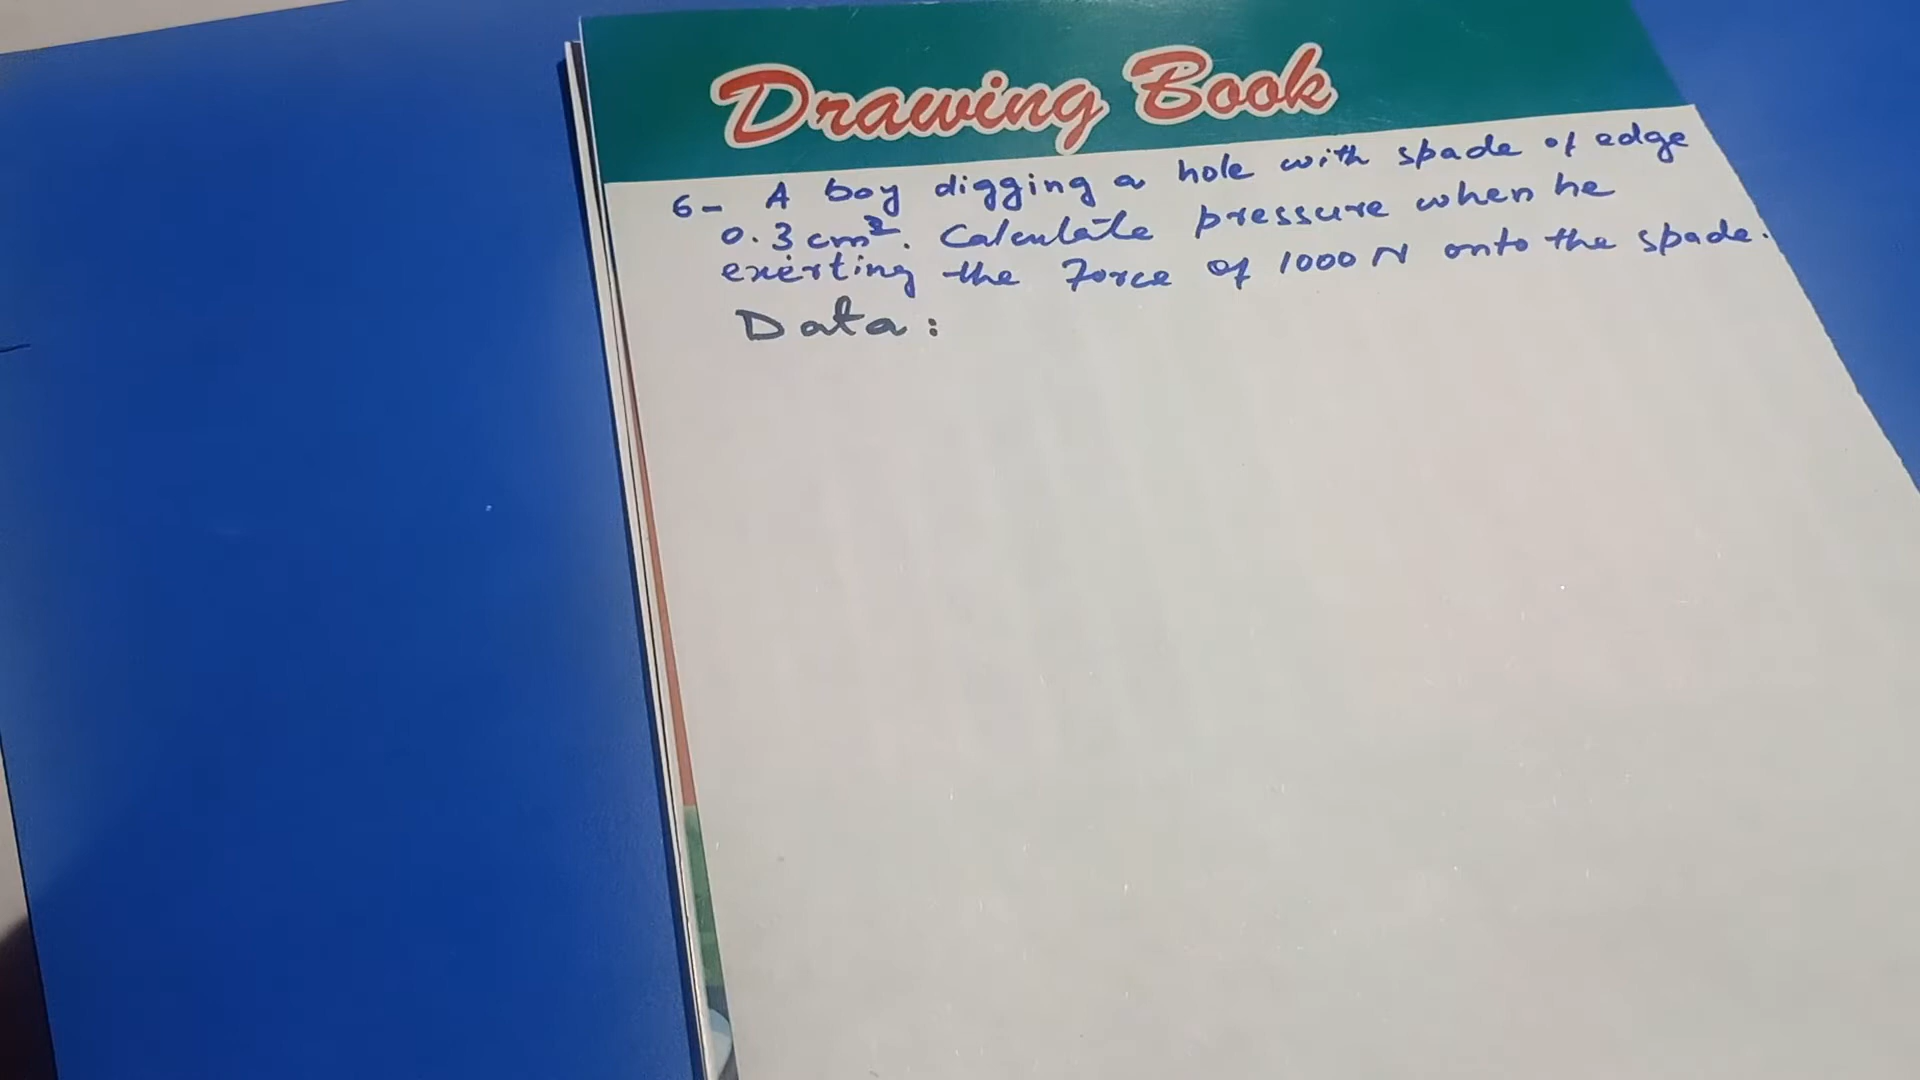 Drawing Book
6- A boy digging a hole with spade of edge
0.3 cm². Calculate pressure when he
exerting the Force of 1000 N onto the spade.
Data: